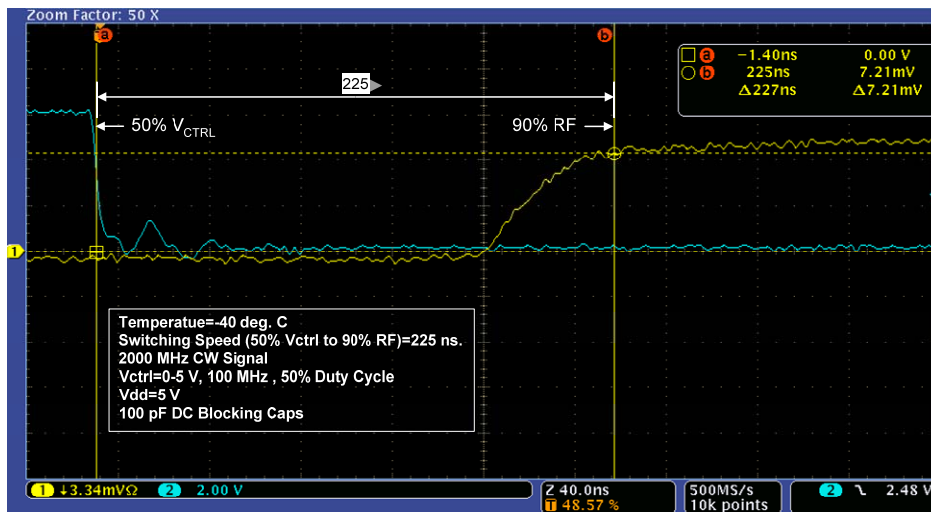 Zoom Factor: 50 X
a
b
a −1.40ns 0.00 V
b 225ns 7.21mV
Δ227ns Δ7.21mV
225
50% VCTRL
90% RF
1
Temperatue=-40 deg. C
Switching Speed (50% Vctrl to 90% RF)=225 ns.
2000 MHz CW Signal
Vctrl=0-5 V, 100 MHz , 50% Duty Cycle
Vdd=5 V
100 pF DC Blocking Caps
1 ↓3.34mVΩ 2 2.00 V
Z 40.0ns
T 48.57 %
500MS/s
10k points
2 2.48 V